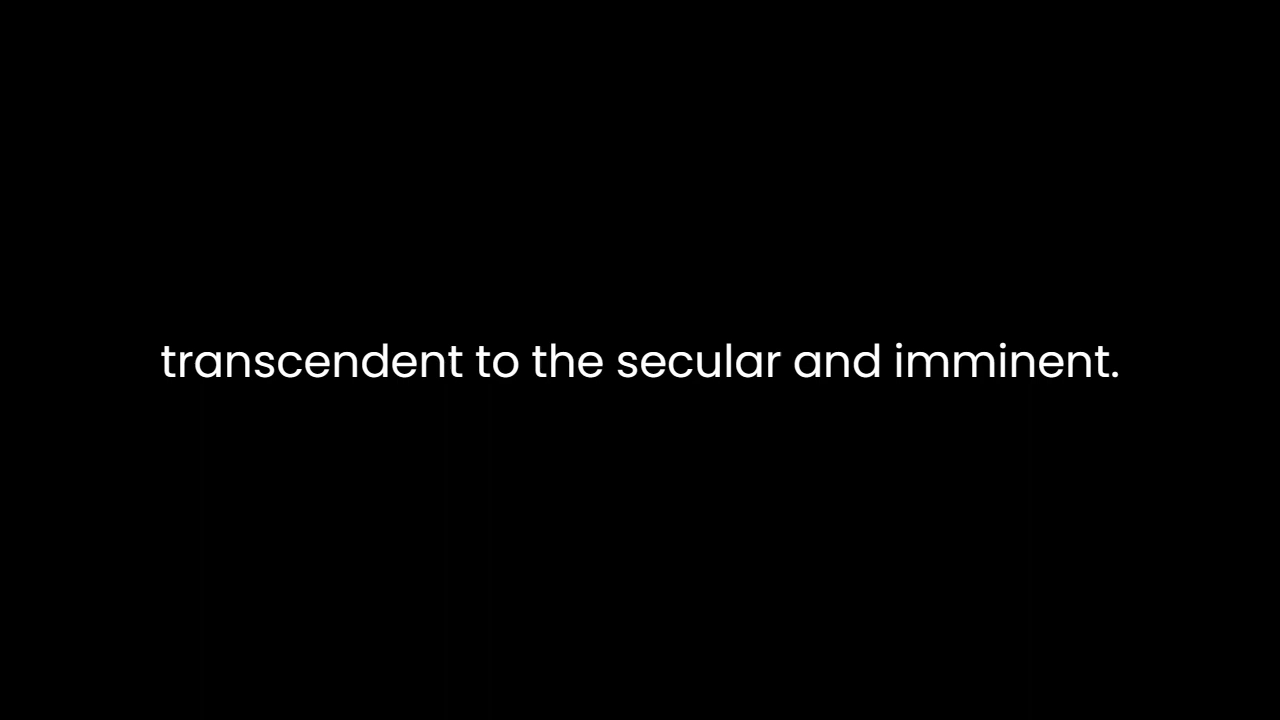 transcendent to the secular and imminent.